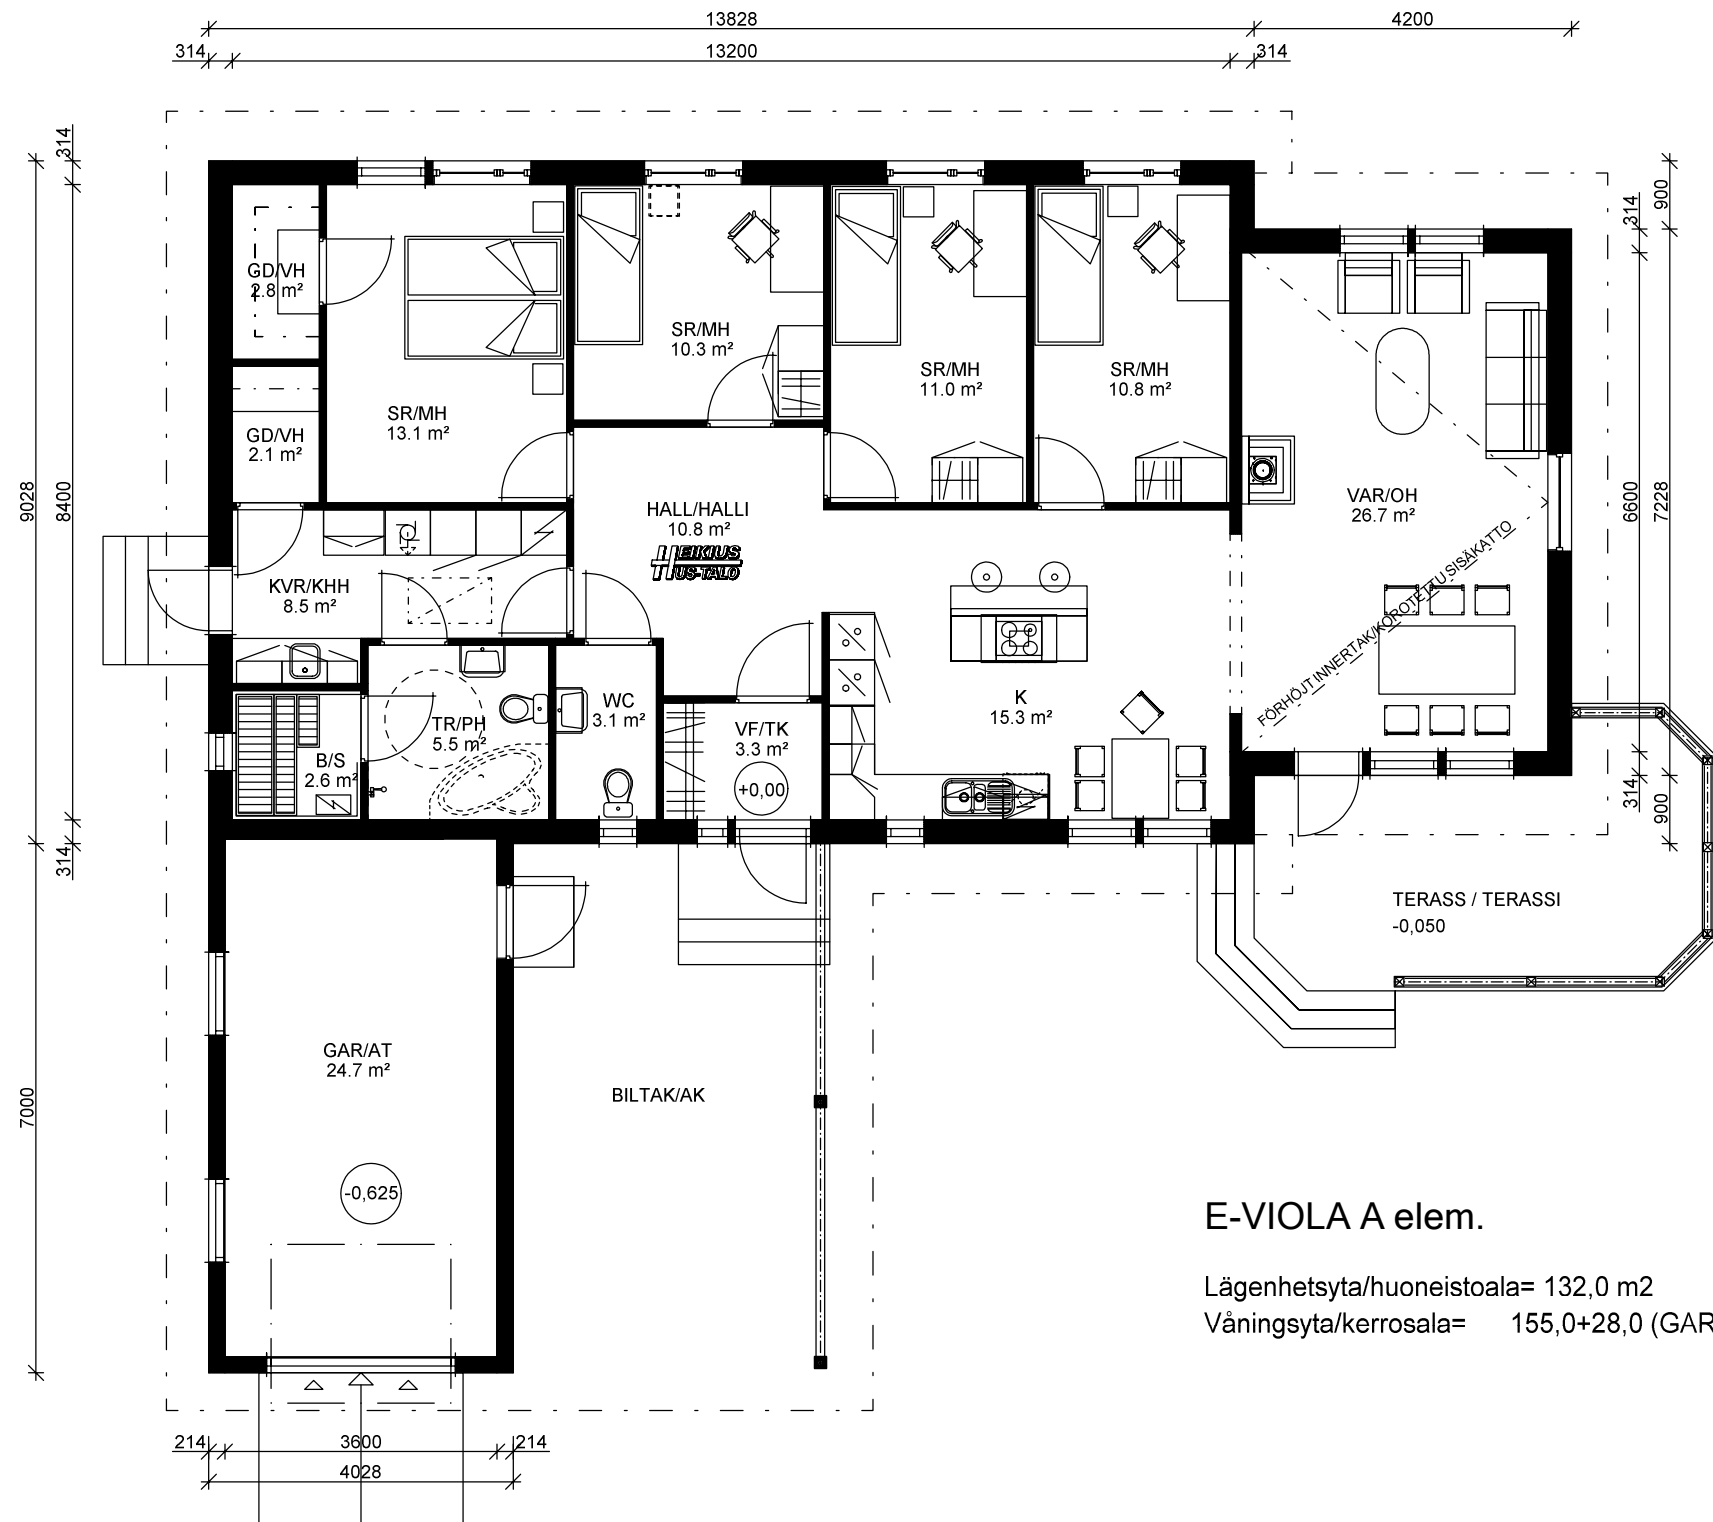 13828
4200
314
13200
314
314
9028
8400
314
7000
900
314
6600
7228
314
900
GD/VH
2.8 m²
SR/MH
10.3 m²
SR/MH
11.0 m²
SR/MH
10.8 m²
SR/MH
13.1 m²
GD/VH
2.1 m²
HALL/HALLI
10.8 m²
HEIKIUS
HUS-TALO
VAR/OH
26.7 m²
FÖRHÖJT INNERTAK/KOROTETTU SISÄKATTO
KVR/KHH
8.5 m²
WC
3.1 m²
K
15.3 m²
TR/PH
5.5 m²
VF/TK
3.3 m²
+0,00
B/S
2.6 m²
TERASS / TERASSI
-0,050
GAR/AT
24.7 m²
BILTAK/AK
-0,625
E-VIOLA A elem.
Lägenhetsyta/huoneistoala= 132,0 m2
Våningsyta/kerrosala= 155,0+28,0 (GAR
214
3600
214
4028